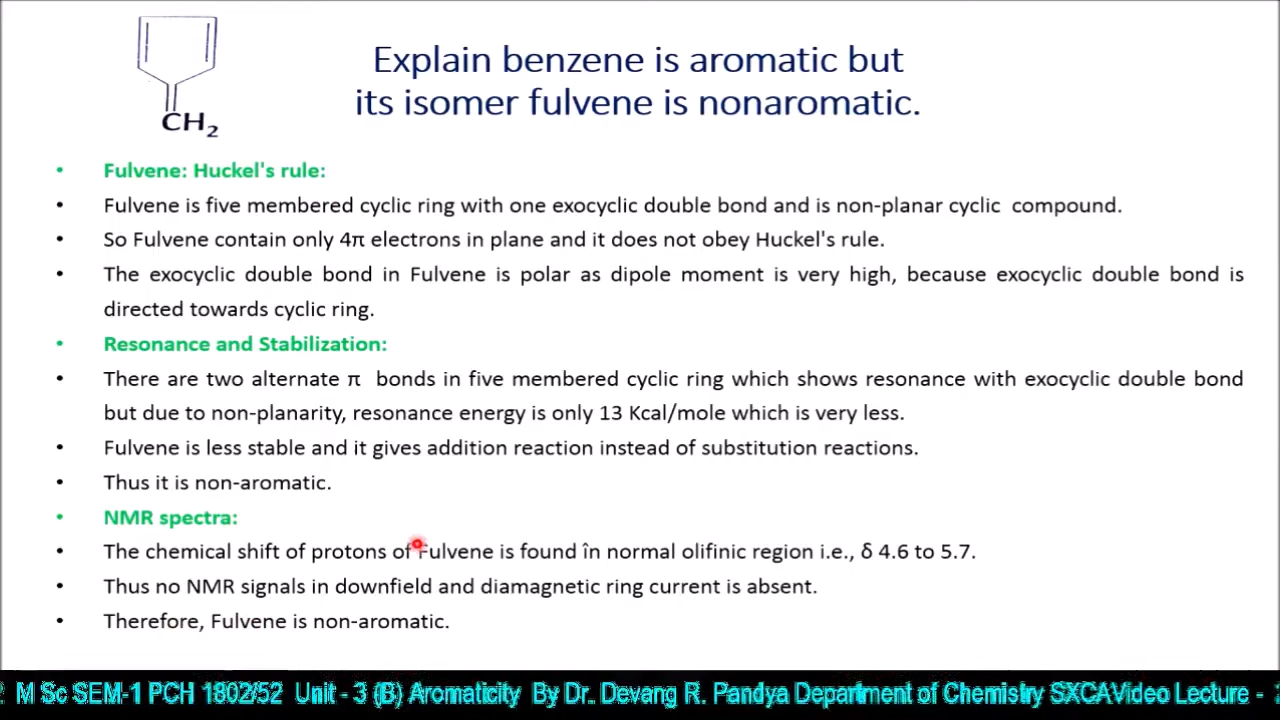 CH2
Explain benzene is aromatic but
its isomer fulvene is nonaromatic.
• Fulvene: Huckel's rule:
• Fulvene is five membered cyclic ring with one exocyclic double bond and is non-planar cyclic compound.
• So Fulvene contain only 4π electrons in plane and it does not obey Huckel's rule.
• The exocyclic double bond in Fulvene is polar as dipole moment is very high, because exocyclic double bond is
directed towards cyclic ring.
• Resonance and Stabilization:
• There are two alternate π bonds in five membered cyclic ring which shows resonance with exocyclic double bond
but due to non-planarity, resonance energy is only 13 Kcal/mole which is very less.
• Fulvene is less stable and it gives addition reaction instead of substitution reactions.
• Thus it is non-aromatic.
• NMR spectra:
• The chemical shift of protons of Fulvene is found în normal olifinic region i.e., δ 4.6 to 5.7.
• Thus no NMR signals in downfield and diamagnetic ring current is absent.
• Therefore, Fulvene is non-aromatic.
M Sc SEM-1 PCH 1802/52 Unit - 3 (B) Aromaticity By Dr. Devang R. Pandya Department of Chemistry SXCAVideo Lecture -